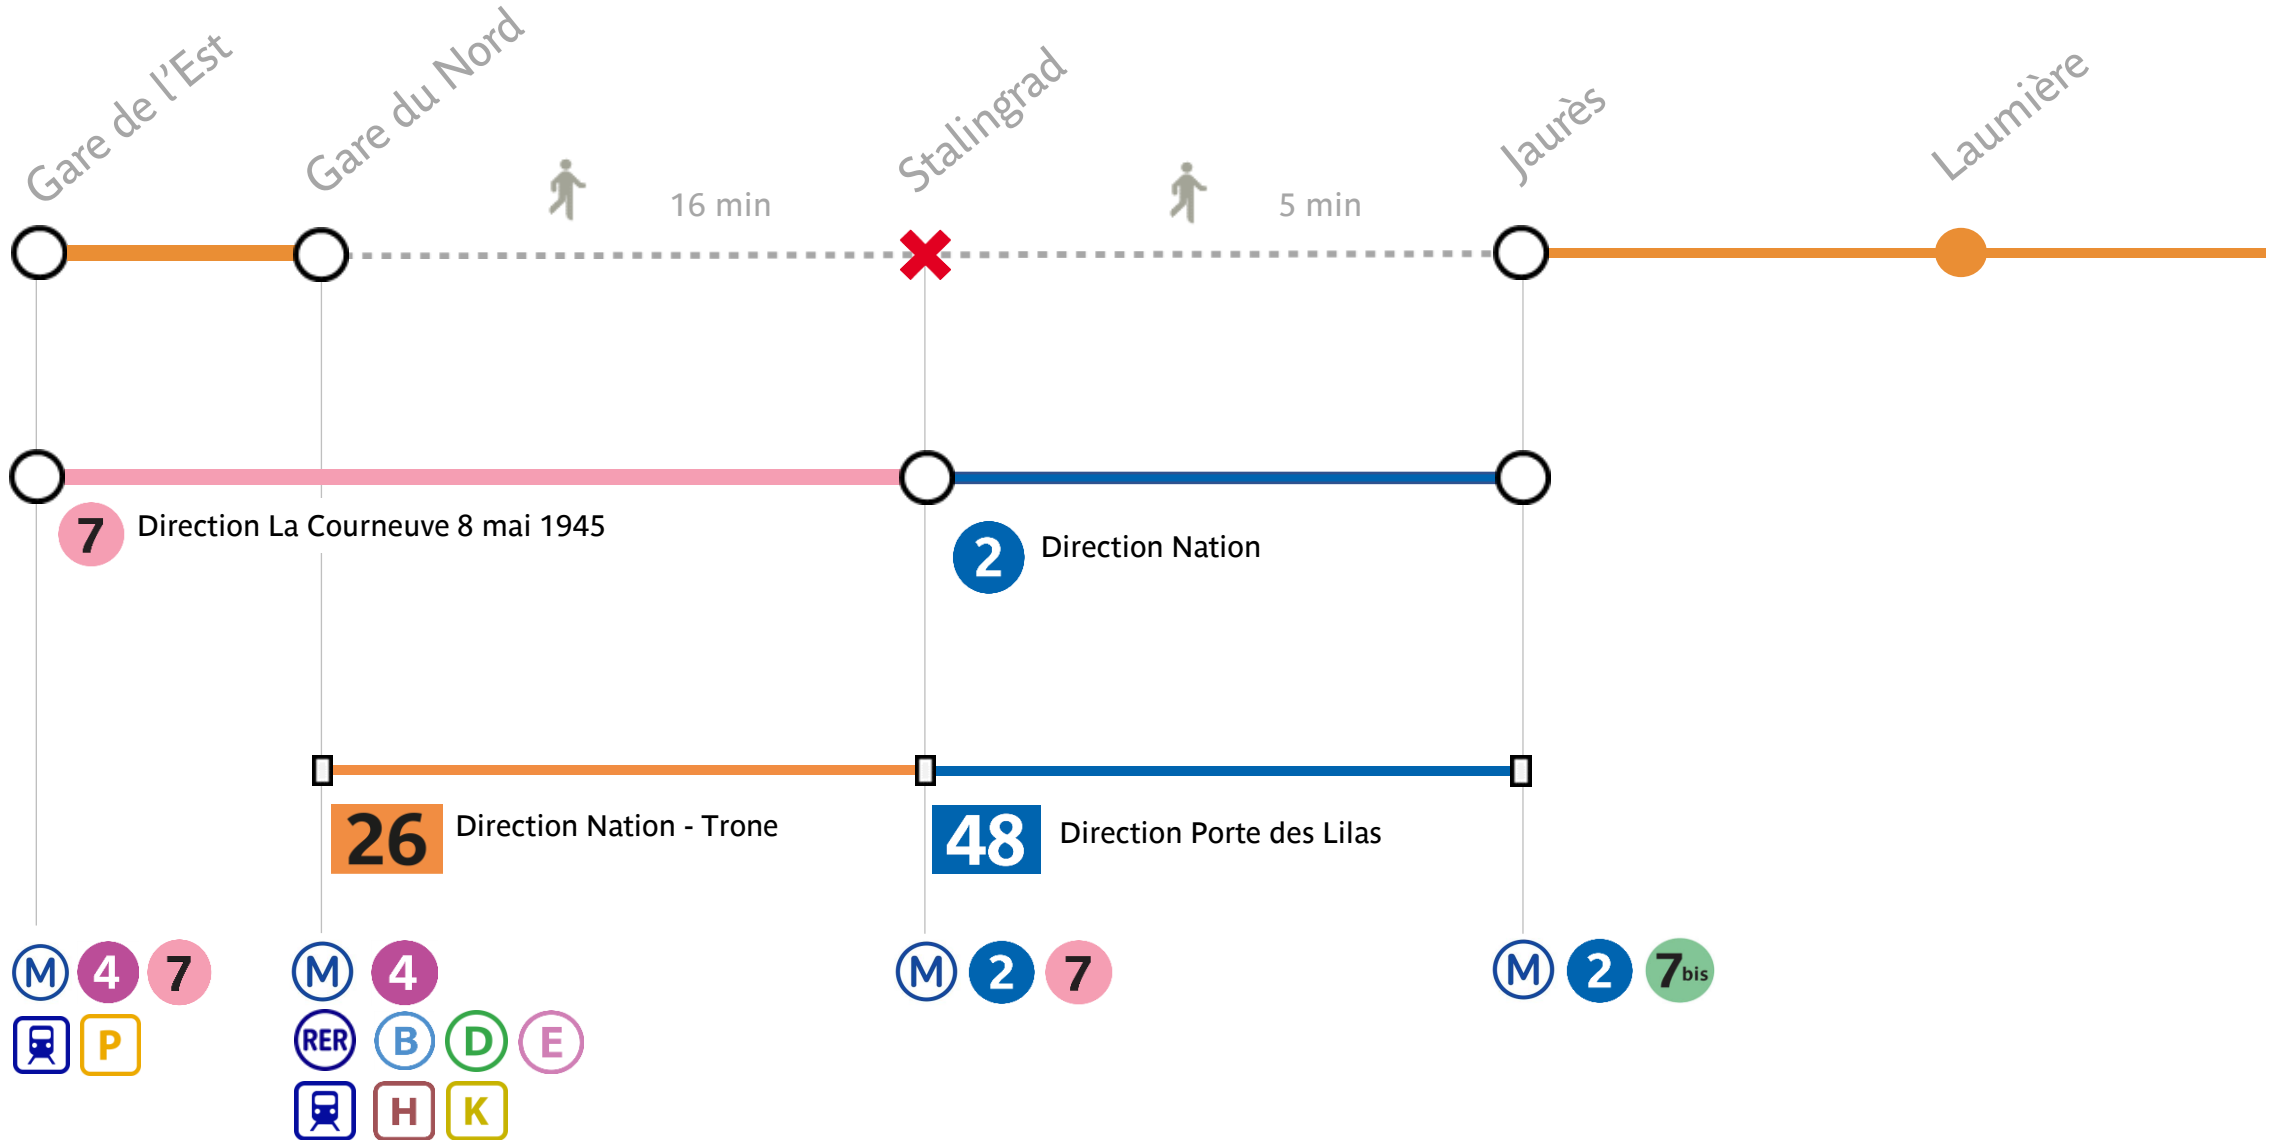 Gare de l'Est
Gare du Nord
Stalingrad
Jaurès
Laumière
16 min
5 min
7 Direction La Courneuve 8 mai 1945
2 Direction Nation
26 Direction Nation - Trone
48 Direction Porte des Lilas
M 4 7
P
M 4
RER B D E
H K
M 2 7
M 2 7bis